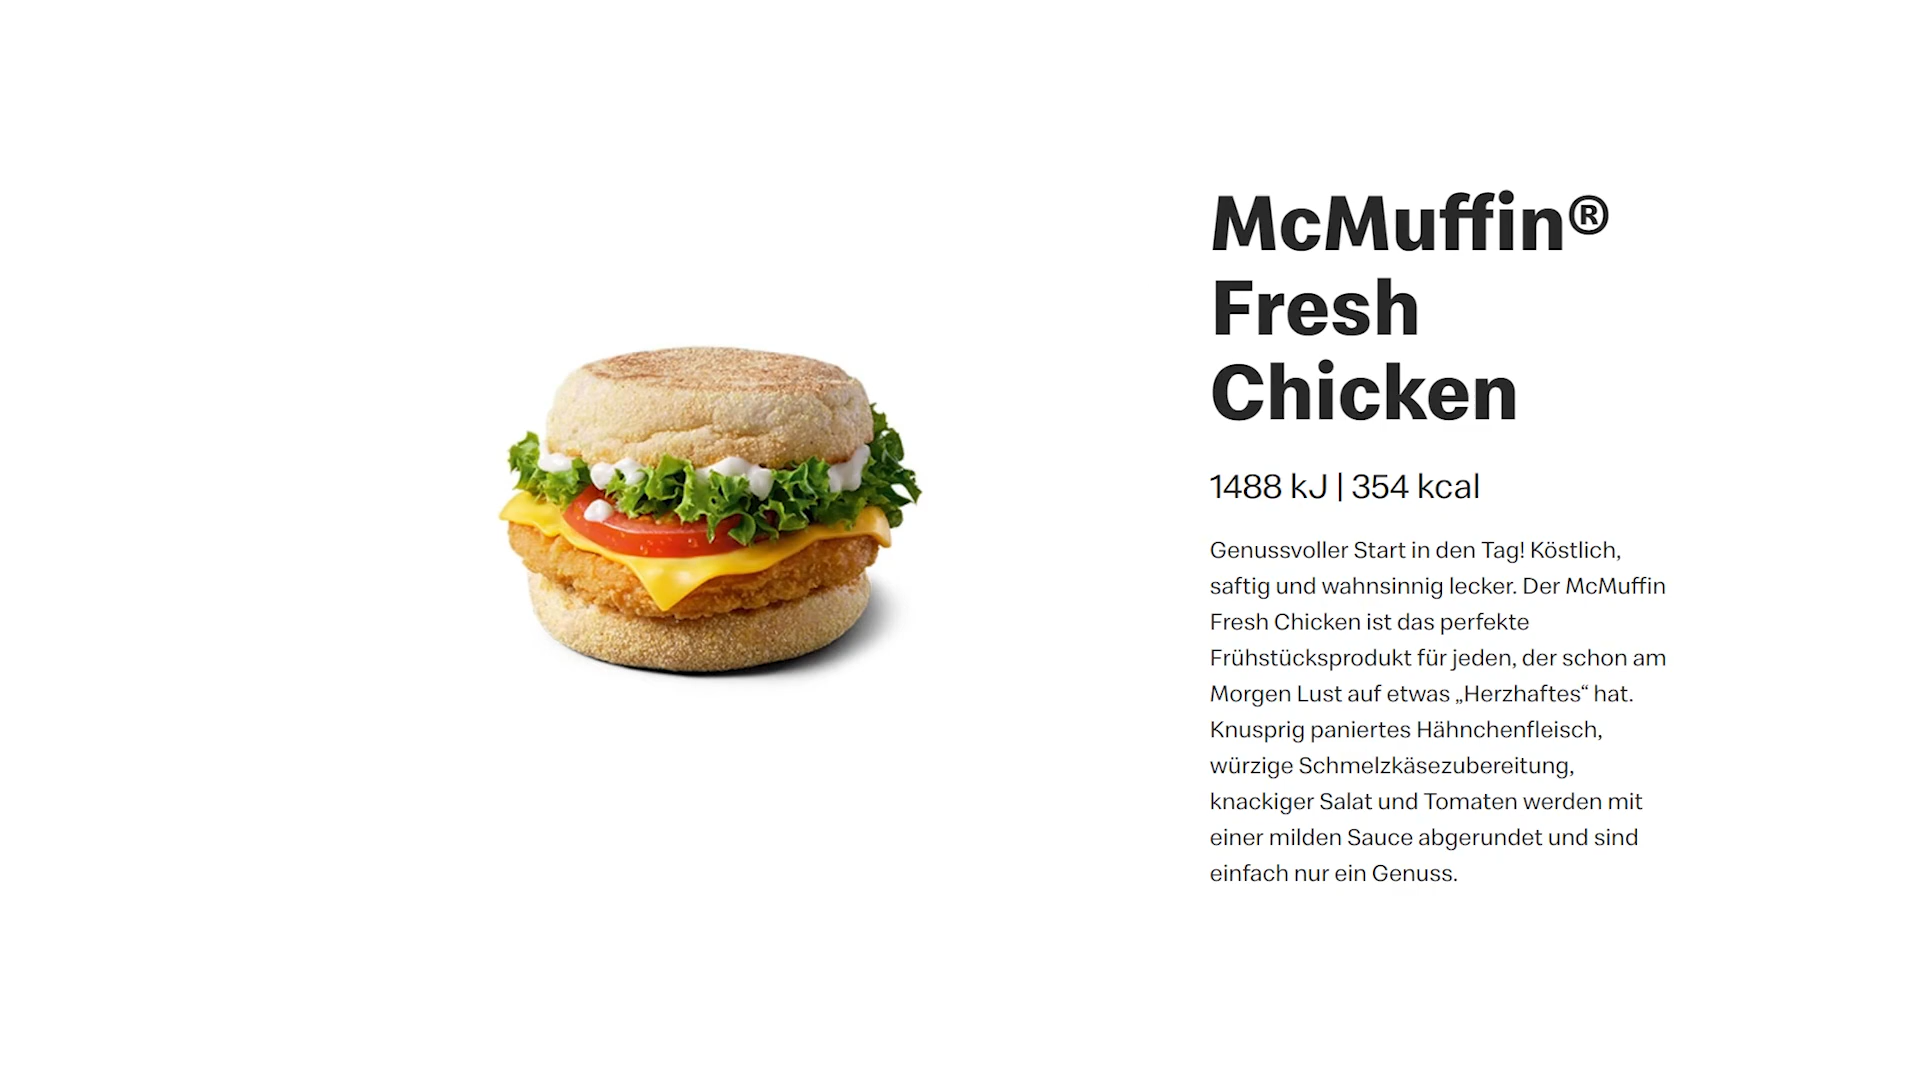 McMuffin®
Fresh
Chicken
1488 kJ | 354 kcal
Genussvoller Start in den Tag! Köstlich,
saftig und wahnsinnig lecker. Der McMuffin
Fresh Chicken ist das perfekte
Frühstücksprodukt für jeden, der schon am
Morgen Lust auf etwas „Herzhaftes“ hat.
Knusprig paniertes Hähnchenfleisch,
würzige Schmelzkäsezubereitung,
knackiger Salat und Tomaten werden mit
einer milden Sauce abgerundet und sind
einfach nur ein Genuss.